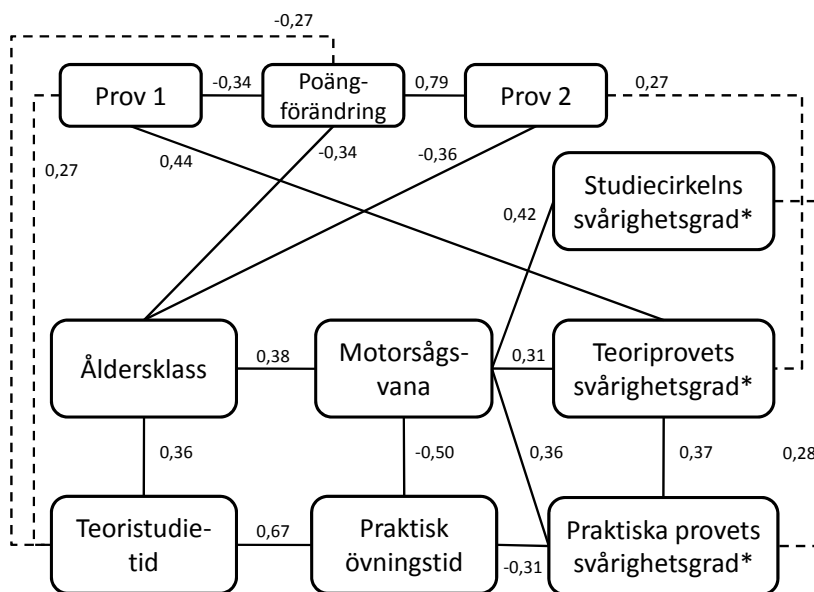 -0,27
Prov 1
-0,34
Poäng-
förändring
0,79
Prov 2
0,27
0,27
0,44
-0,34
-0,36
Studiecirkelns
svårighetsgrad*
0,42
Åldersklass
0,38
Motorsågs-
vana
0,31
Teoriprovets
svårighetsgrad*
0,36
-0,50
0,36
0,37
0,28
Teoristudie-
tid
0,67
Praktisk
övningstid
-0,31
Praktiska provets
svårighetsgrad*